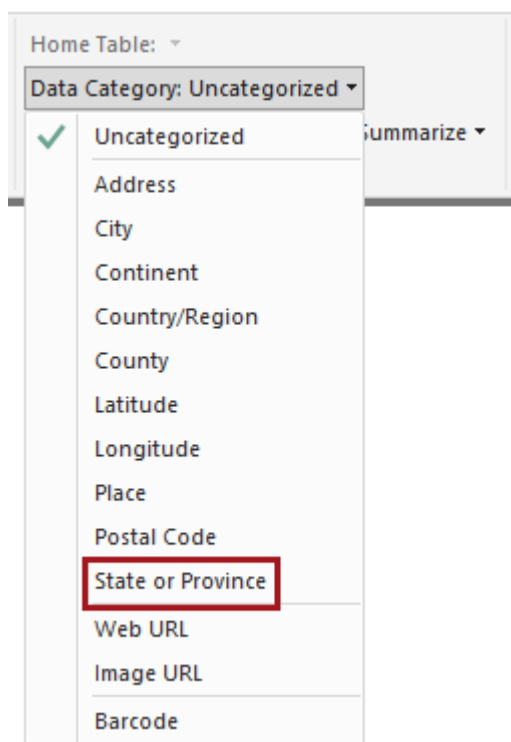 Home Table:
Data Category: Uncategorized
Uncategorized
Summarize
Address
City
Continent
Country/Region
County
Latitude
Longitude
Place
Postal Code
State or Province
Web URL
Image URL
Barcode